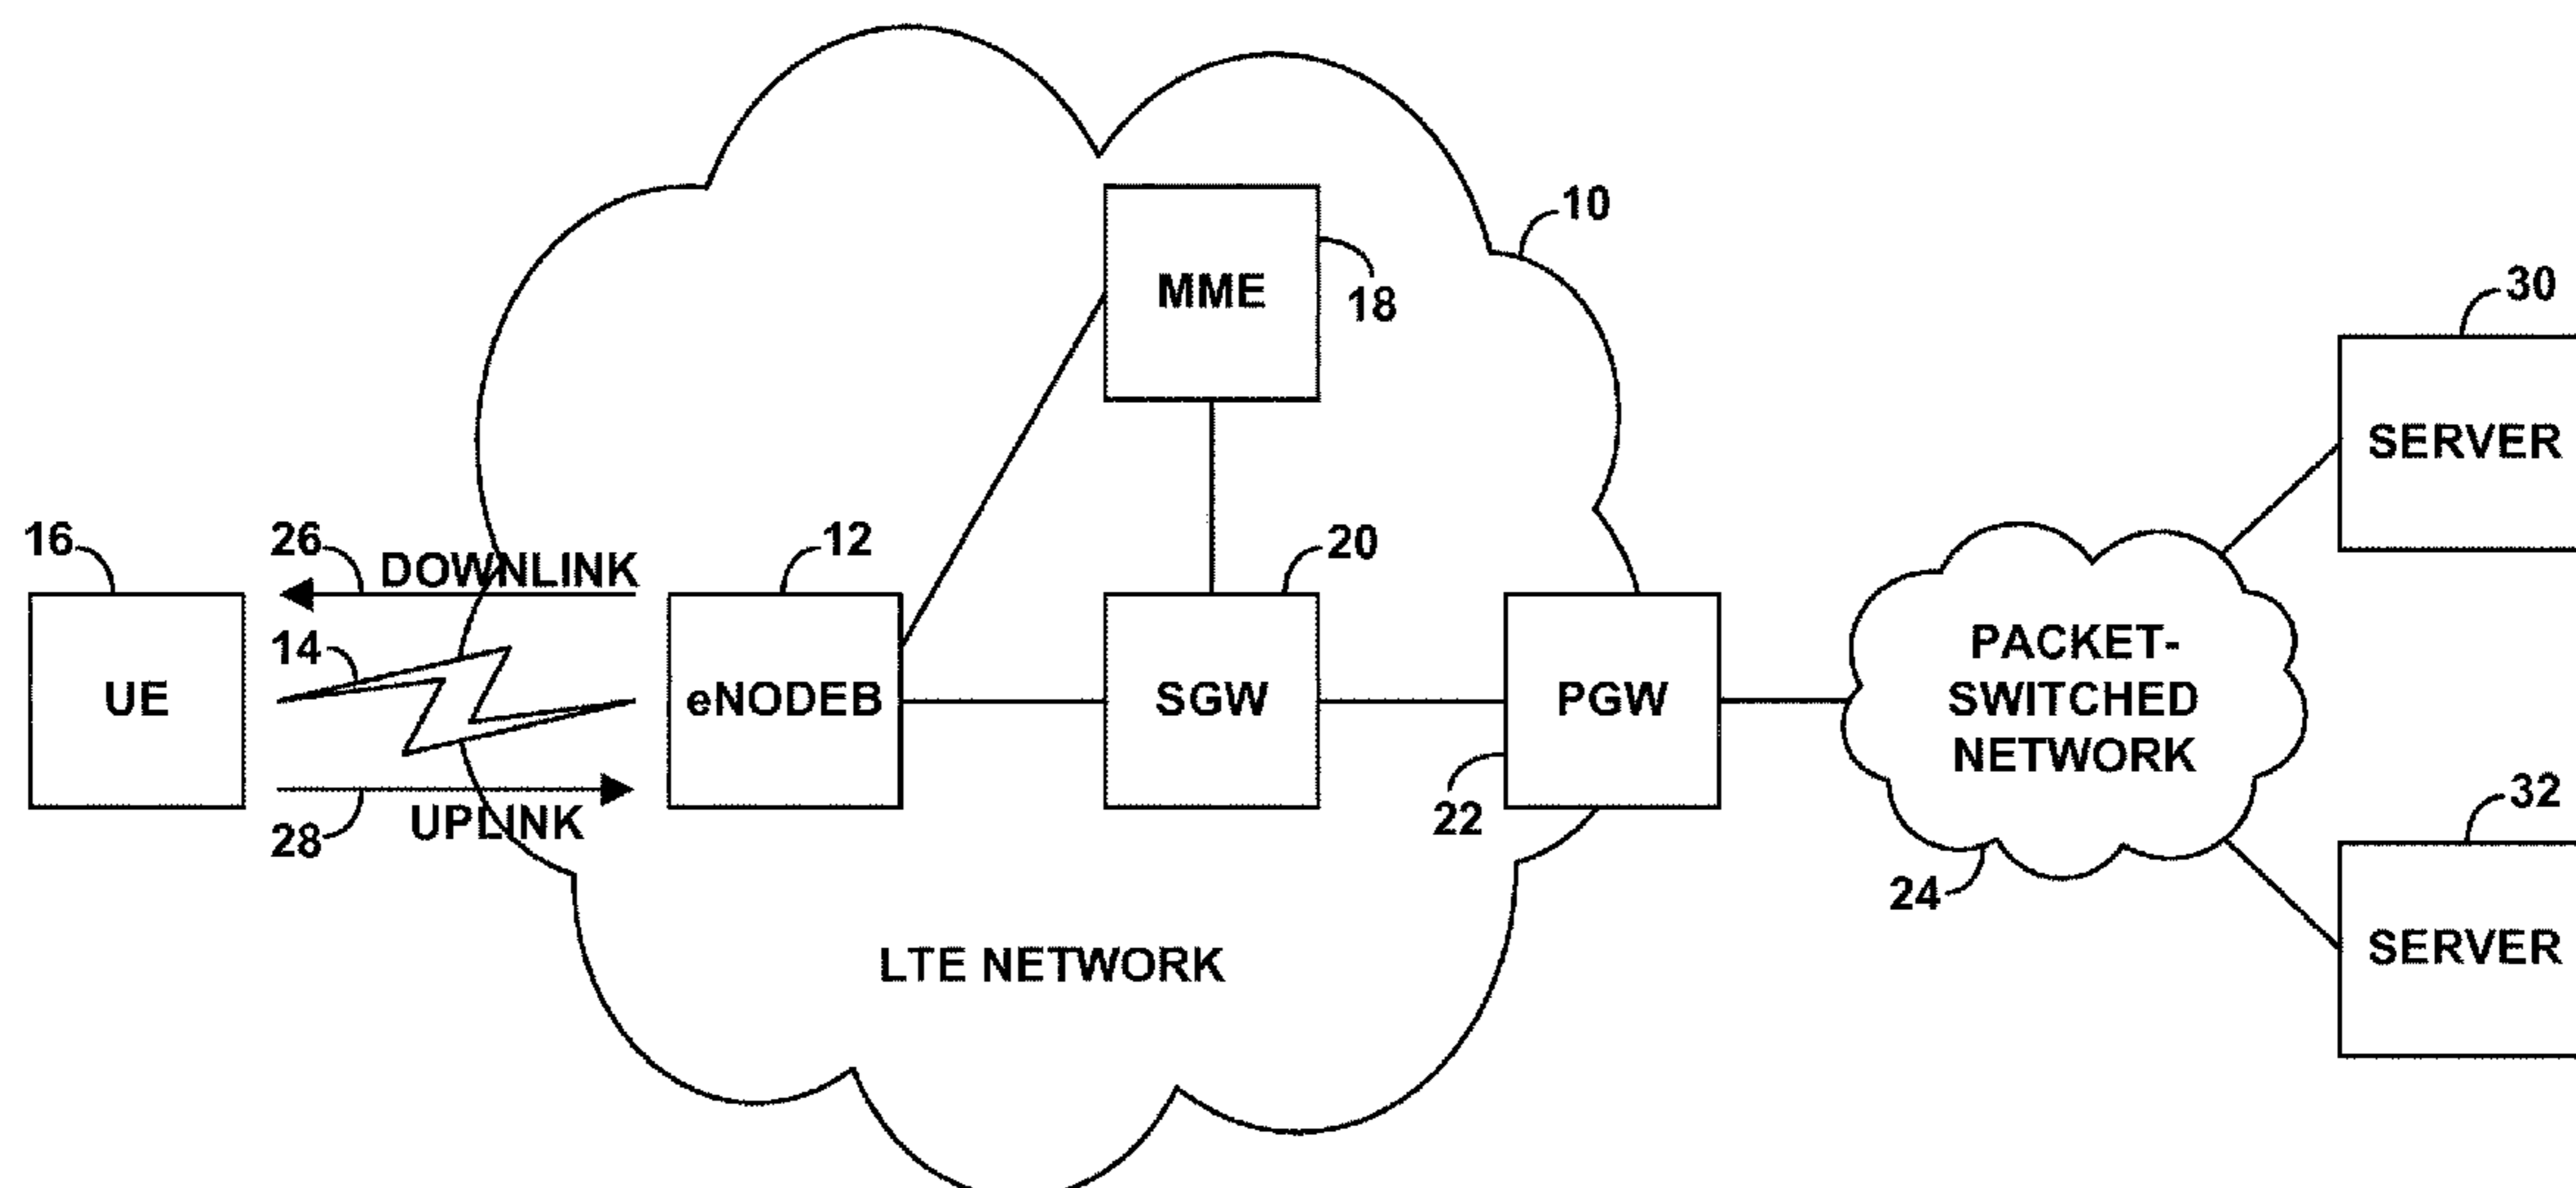 10
MME
18
30
SERVER
16
26
DOWNLINK
12
20
14
UE
eNODEB
SGW
PGW
PACKET-
SWITCHED
NETWORK
28
UPLINK
22
32
24
SERVER
LTE NETWORK